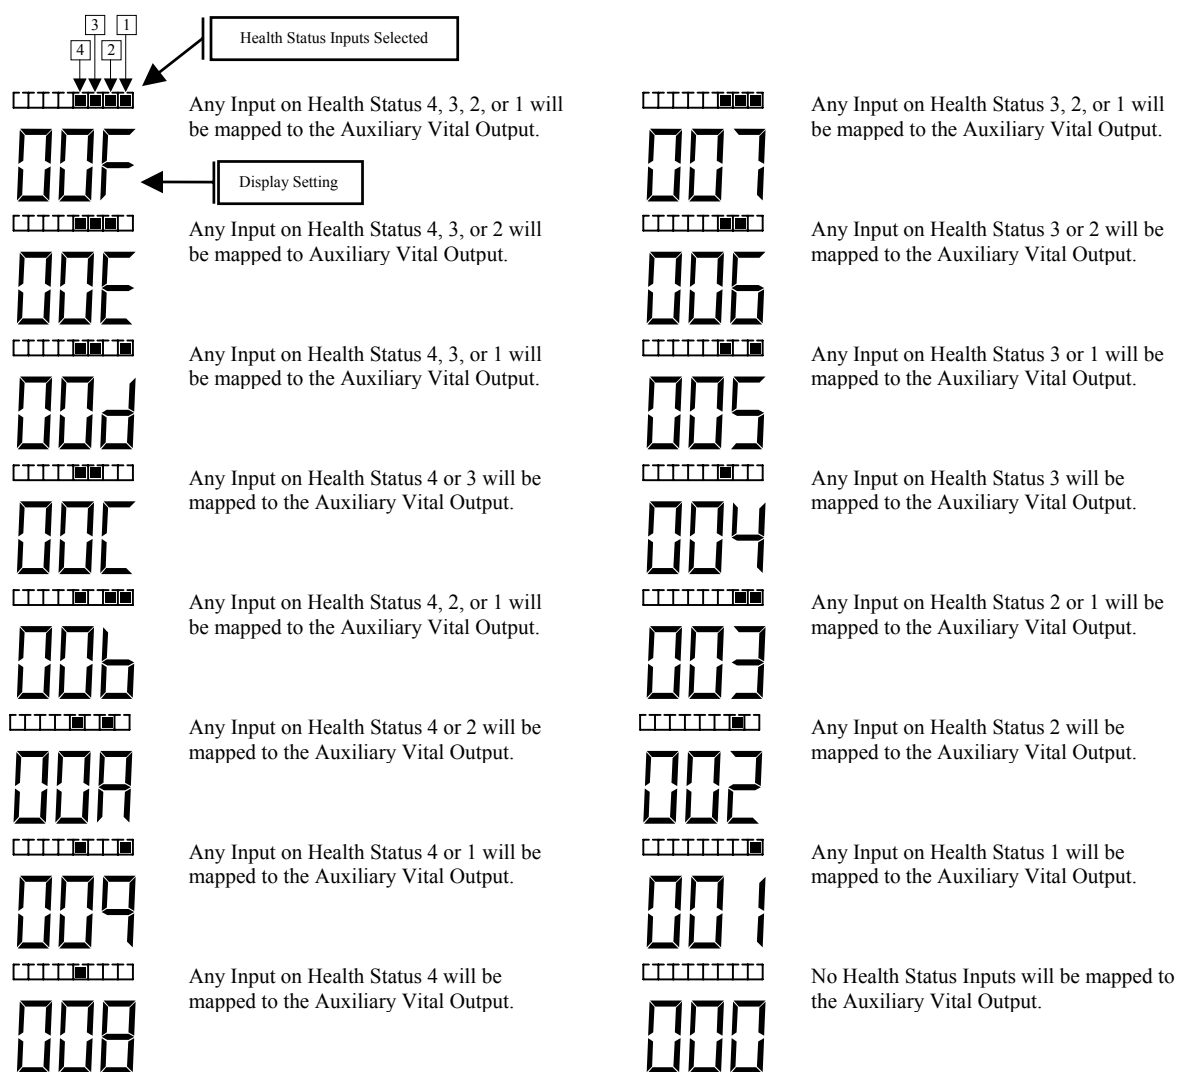 3 1
4 2
Health Status Inputs Selected
Any Input on Health Status 4, 3, 2, or 1 will
be mapped to the Auxiliary Vital Output.
00F
Display Setting
Any Input on Health Status 4, 3, or 2 will
be mapped to Auxiliary Vital Output.
00E
Any Input on Health Status 4, 3, or 1 will
be mapped to the Auxiliary Vital Output.
00d
Any Input on Health Status 4 or 3 will be
mapped to the Auxiliary Vital Output.
00C
Any Input on Health Status 4, 2, or 1 will
be mapped to the Auxiliary Vital Output.
00b
Any Input on Health Status 4 or 2 will be
mapped to the Auxiliary Vital Output.
00A
Any Input on Health Status 4 or 1 will be
mapped to the Auxiliary Vital Output.
009
Any Input on Health Status 4 will be
mapped to the Auxiliary Vital Output.
008
Any Input on Health Status 3, 2, or 1 will
be mapped to the Auxiliary Vital Output.
007
Any Input on Health Status 3 or 2 will be
mapped to the Auxiliary Vital Output.
006
Any Input on Health Status 3 or 1 will be
mapped to the Auxiliary Vital Output.
005
Any Input on Health Status 3 will be
mapped to the Auxiliary Vital Output.
004
Any Input on Health Status 2 or 1 will be
mapped to the Auxiliary Vital Output.
003
Any Input on Health Status 2 will be
mapped to the Auxiliary Vital Output.
002
Any Input on Health Status 1 will be
mapped to the Auxiliary Vital Output.
001
No Health Status Inputs will be mapped to
the Auxiliary Vital Output.
000